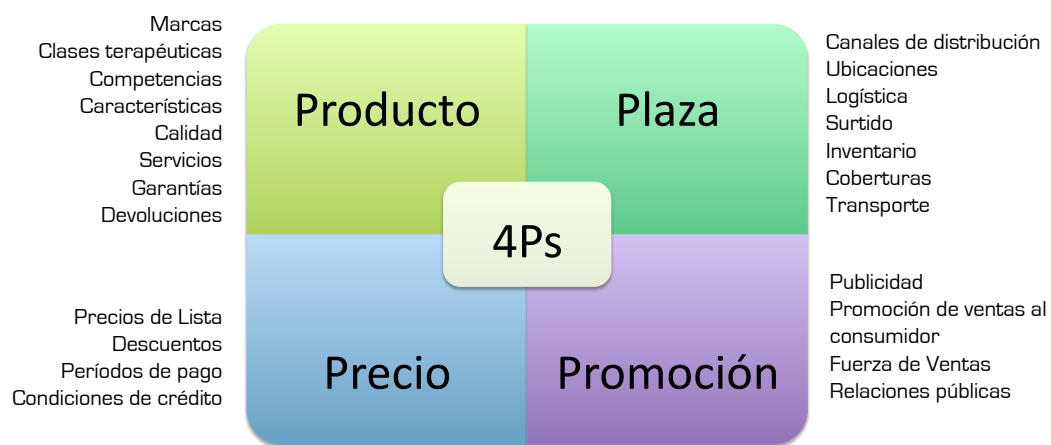 Marcas
Clases terapéuticas
Competencias
Características
Calidad
Servicios
Garantías
Devoluciones
Producto
Plaza
Canales de distribución
Ubicaciones
Logística
Surtido
Inventario
Coberturas
Transporte
4Ps
Precios de Lista
Descuentos
Períodos de pago
Condiciones de crédito
Precio
Promoción
Publicidad
Promoción de ventas al
consumidor
Fuerza de Ventas
Relaciones públicas